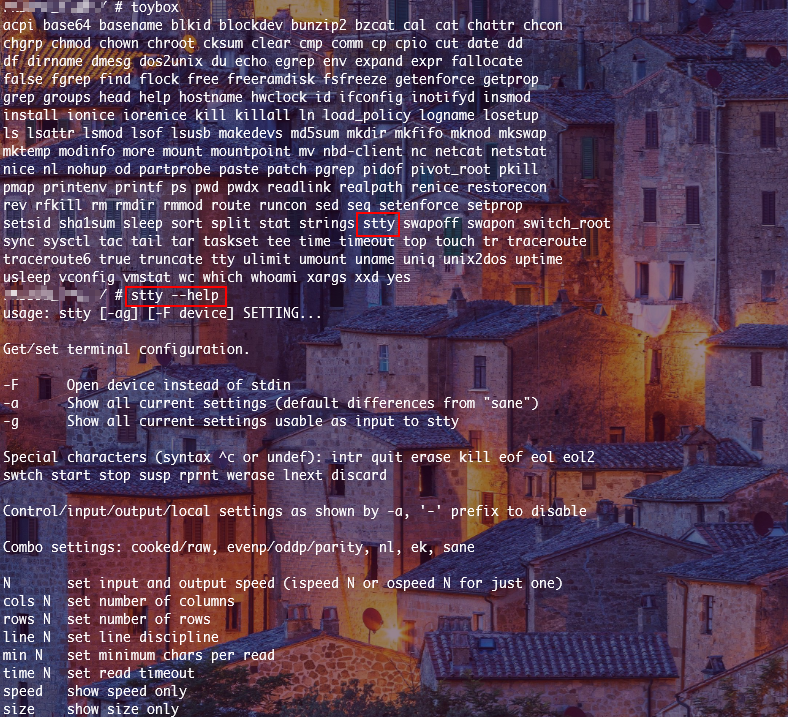 / # toybox
acpi base64 basename blkid blockdev bunzip2 bzcat cal cat chattr chcon
chgrp chmod chown chroot cksum clear cmp comm cp cpio cut date dd
df dirname dmesg dos2unix du echo egrep env expand expr fallocate
false fgrep find flock free freeramdisk fsfreeze getenforce getprop
grep groups head help hostname hwclock id ifconfig inotifyd insmod
install ionice iorenice kill killall ln load_policy logname losetup
ls lsattr lsmod lsof lsusb makedevs md5sum mkdir mkfifo mknod mkswap
mktemp modinfo more mount mountpoint mv nbd-client nc netcat netstat
nice nl nohup od partprobe paste patch pgrep pidof pivot_root pkill
pmap printenv printf ps pwd pwdx readlink realpath renice restorecon
rev rfkill rm rmdir rmmod route runcon sed seq setenforce setprop
setsid sha1sum sleep sort split stat strings stty swapoff swapon switch_root
sync sysctl tac tail tar taskset tee time timeout top touch tr traceroute
traceroute6 true truncate tty ulimit umount uname uniq unix2dos uptime
usleep vconfig vmstat wc which whoami xargs xxd yes
/ # stty --help
usage: stty [-ag] [-F device] SETTING...
Get/set terminal configuration.
-F Open device instead of stdin
-a Show all current settings (default differences from "sane")
-g Show all current settings usable as input to stty
Special characters (syntax ^c or undef): intr quit erase kill eof eol eol2
swtch start stop susp rprnt werase lnext discard
Control/input/output/local settings as shown by -a, '-' prefix to disable
Combo settings: cooked/raw, evenp/oddp/parity, nl, ek, sane
N set input and output speed (ispeed N or ospeed N for just one)
cols N set number of columns
rows N set number of rows
line N set line discipline
min N set minimum chars per read
time N set read timeout
speed show speed only
size show size only